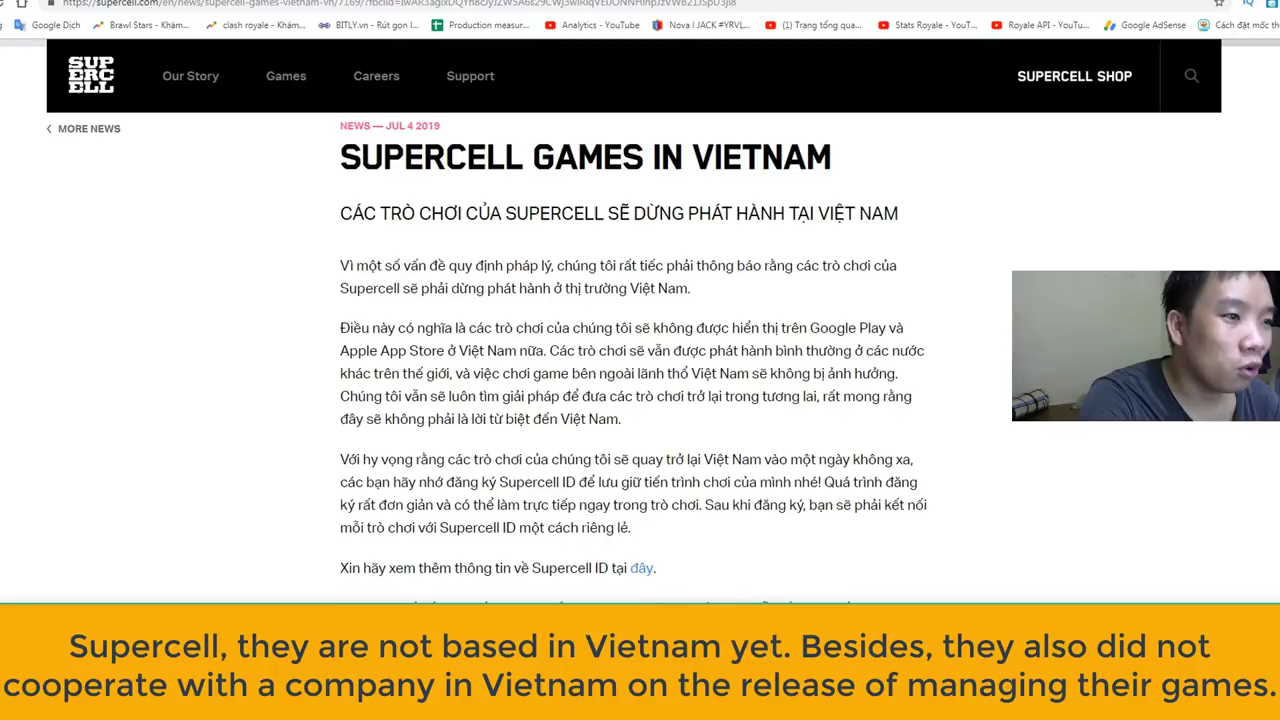 https://supercell.com/en/news/supercell-games-vietnam-vn/7169/
Google Dịch
Brawl Stars - Khám...
clash royale - Khám...
BITLY.vn - Rút gọn l...
Production measur...
Analytics - YouTube
Nova l JACK #YRVL...
(1) Trang tổng qua...
Stats Royale - YouT...
Royale API - YouTu...
Google AdSense
Cách đặt mốc th
SUPERCELL
Our Story
Games
Careers
Support
SUPERCELL SHOP
MORE NEWS
NEWS — JUL 4 2019
SUPERCELL GAMES IN VIETNAM
CÁC TRÒ CHƠI CỦA SUPERCELL SẼ DỪNG PHÁT HÀNH TẠI VIỆT NAM
Vì một số vấn đề quy định pháp lý, chúng tôi rất tiếc phải thông báo rằng các trò chơi của
Supercell sẽ phải dừng phát hành ở thị trường Việt Nam.
Điều này có nghĩa là các trò chơi của chúng tôi sẽ không được hiển thị trên Google Play và
Apple App Store ở Việt Nam nữa. Các trò chơi sẽ vẫn được phát hành bình thường ở các nước
khác trên thế giới, và việc chơi game bên ngoài lãnh thổ Việt Nam sẽ không bị ảnh hưởng.
Chúng tôi vẫn sẽ luôn tìm giải pháp để đưa các trò chơi trở lại trong tương lai, rất mong rằng
đây sẽ không phải là lời từ biệt đến Việt Nam.
Với hy vọng rằng các trò chơi của chúng tôi sẽ quay trở lại Việt Nam vào một ngày không xa,
các bạn hãy nhớ đăng ký Supercell ID để lưu giữ tiến trình chơi của mình nhé! Quá trình đăng
ký rất đơn giản và có thể làm trực tiếp ngay trong trò chơi. Sau khi đăng ký, bạn sẽ phải kết nối
mỗi trò chơi với Supercell ID một cách riêng lẻ.
Xin hãy xem thêm thông tin về Supercell ID tại đây.
Supercell, they are not based in Vietnam yet. Besides, they also did not
cooperate with a company in Vietnam on the release of managing their games.